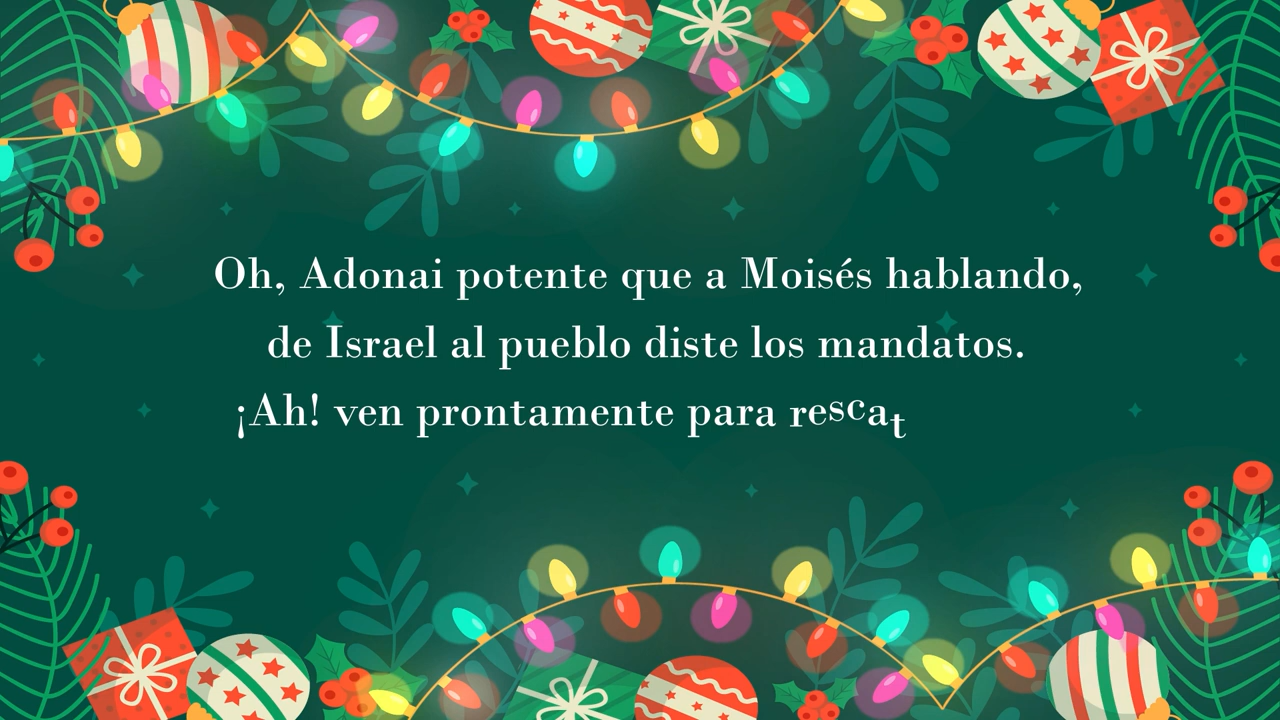 Oh, Adonai potente que a Moisés hablando,
de Israel al pueblo diste los mandatos.
¡Ah! ven prontamente para rescat